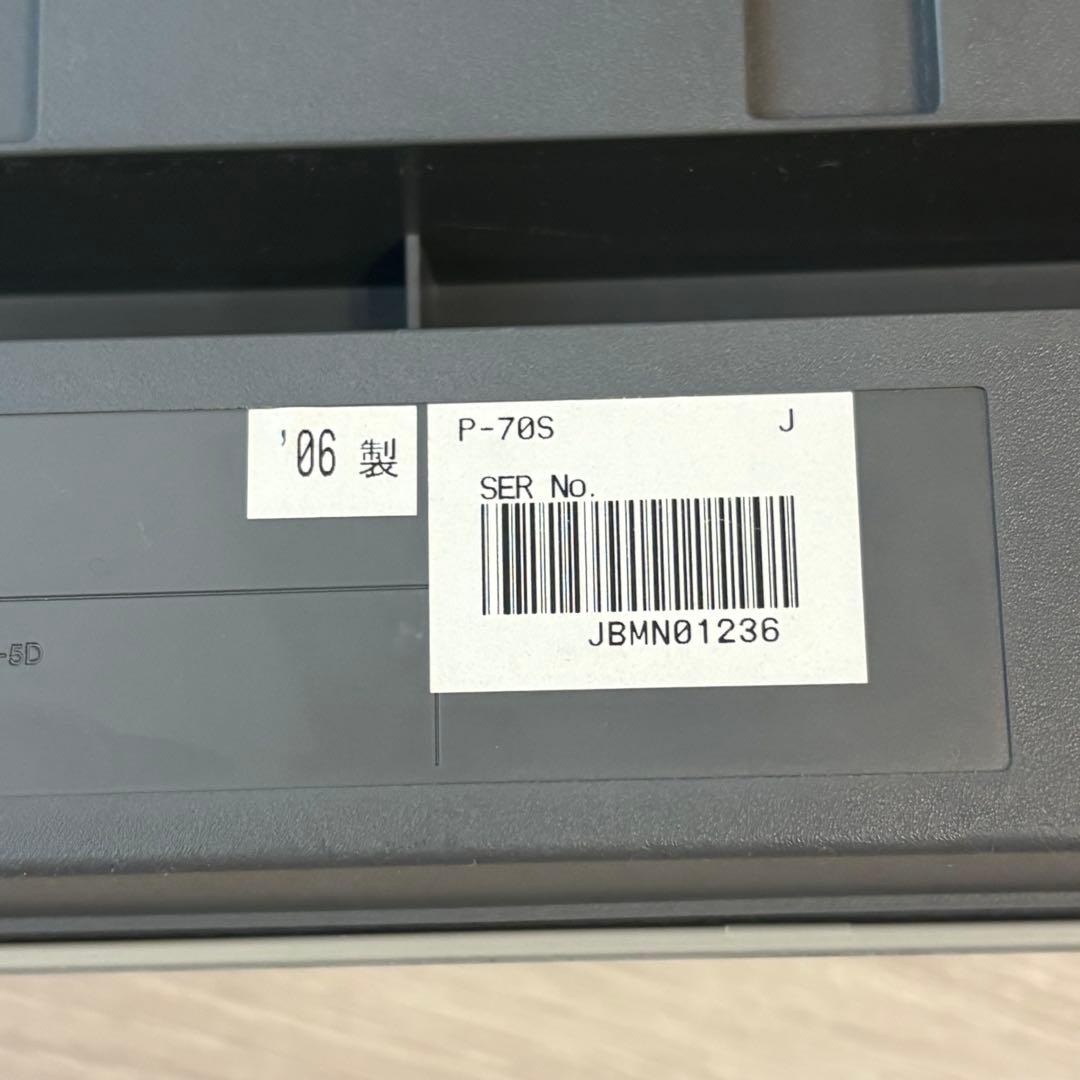 '06 製
P-70S J
SER No.
JBMN01236
-5D